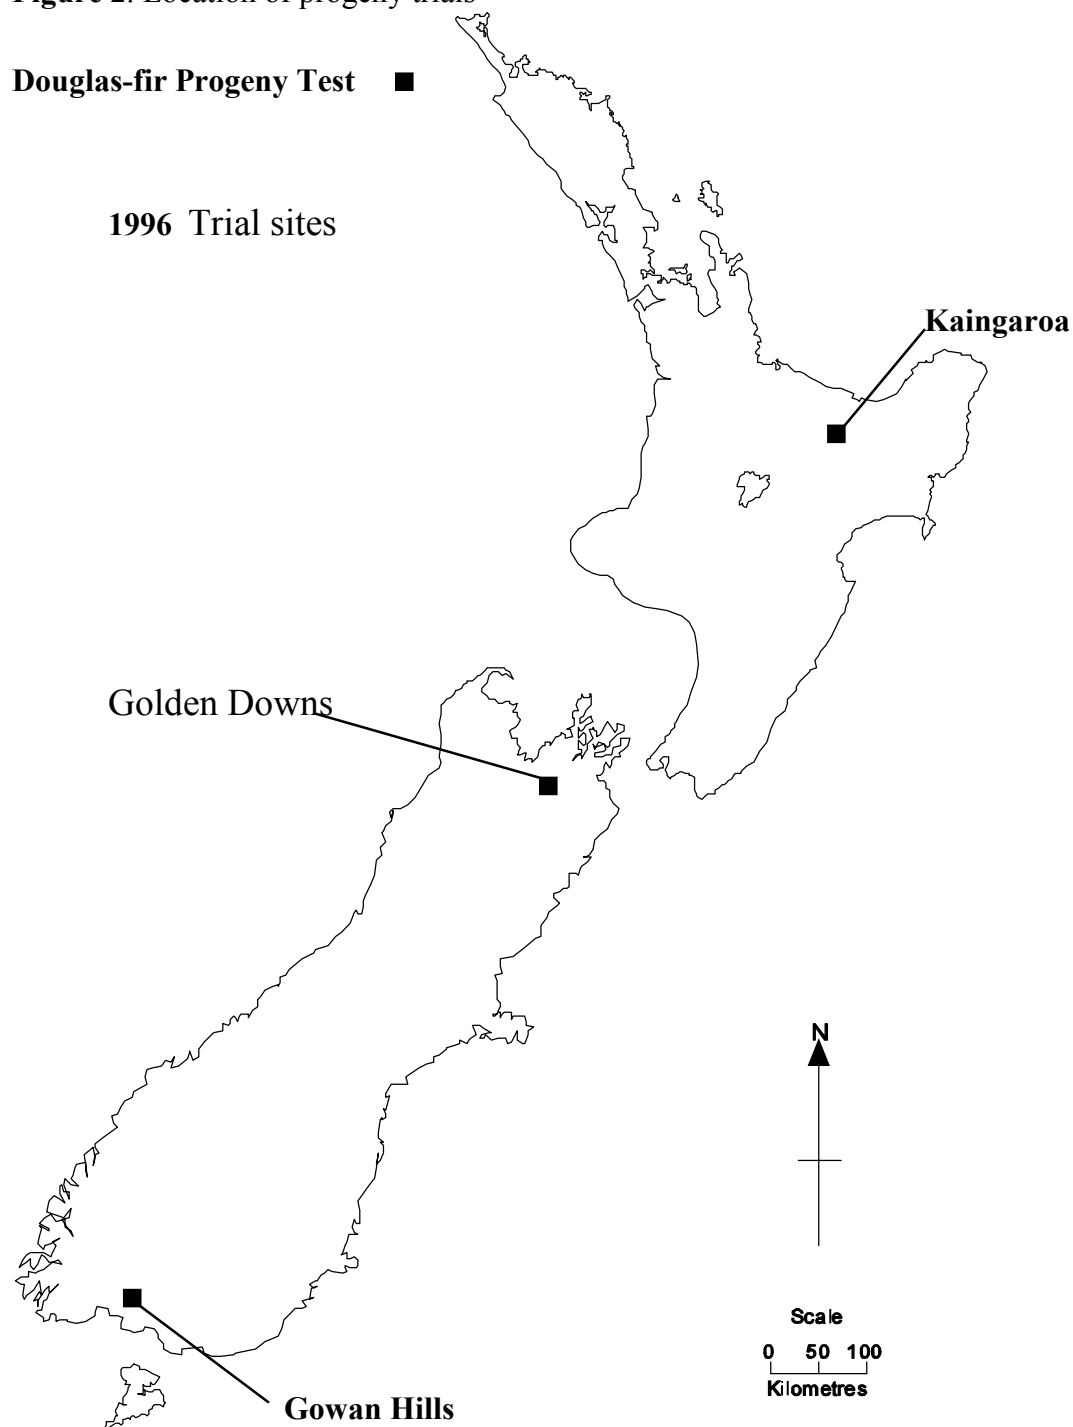 Figure 2: Location of progeny trials
Douglas-fir Progeny Test
1996 Trial sites
Kaingaroa
Golden Downs
N
Scale
0 50 100
Kilometres
Gowan Hills